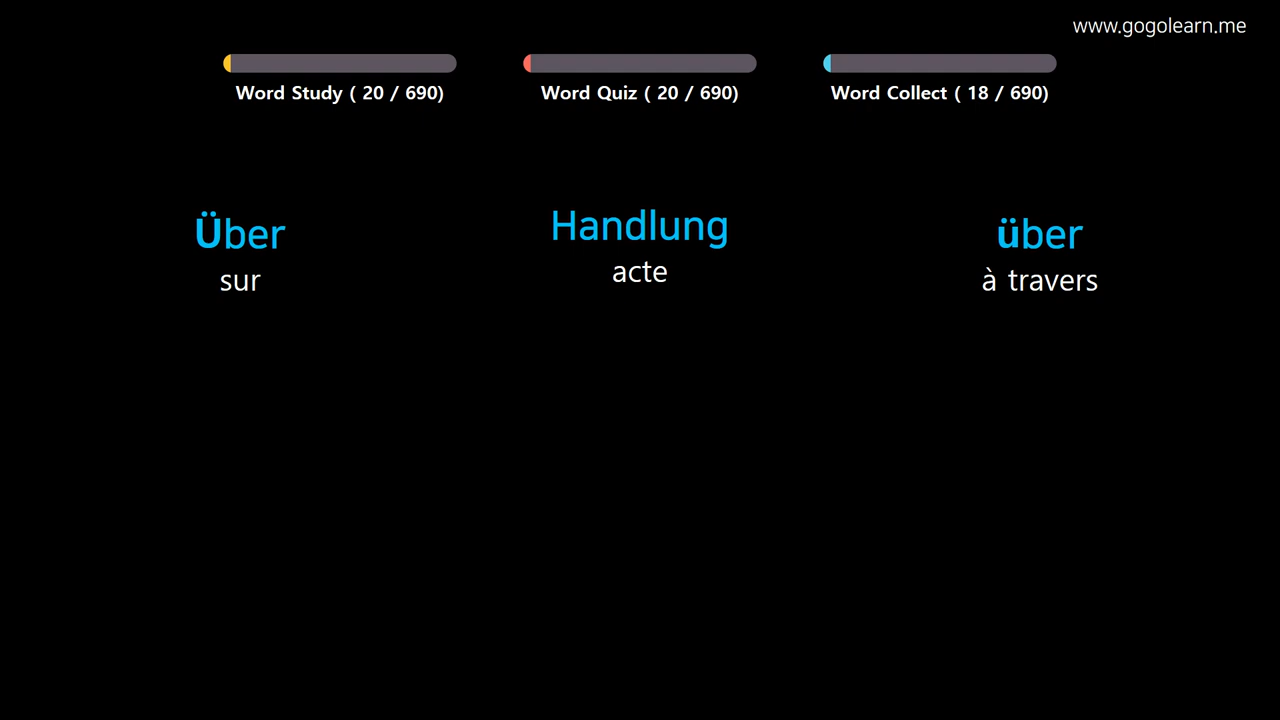 www.gogolearn.me
Word Study ( 20 / 690)
Word Quiz ( 20 / 690)
Word Collect ( 18 / 690)
Über
sur
Handlung
acte
über
à travers